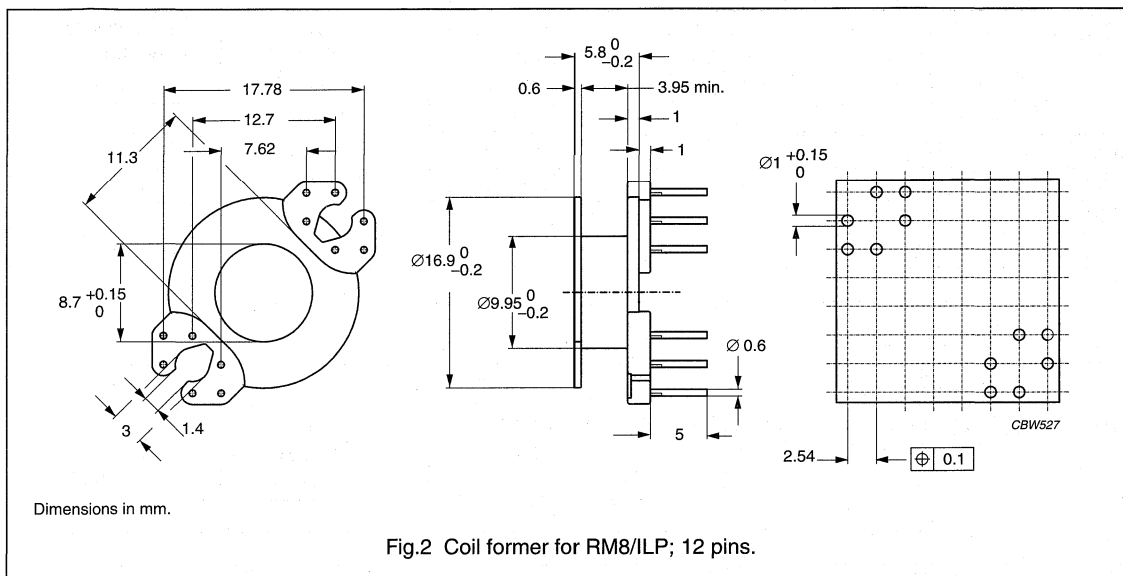 5.8 0 −0.2
0.6
3.95 min.
17.78
12.7
7.62
11.3
1
1
Ø1 +0.15 0
8.7 +0.15 0
Ø16.9 0 −0.2
Ø9.95 0 −0.2
Ø 0.6
3
1.4
5
CBW527
2.54
⌖ 0.1
Dimensions in mm.
Fig.2 Coil former for RM8/ILP; 12 pins.